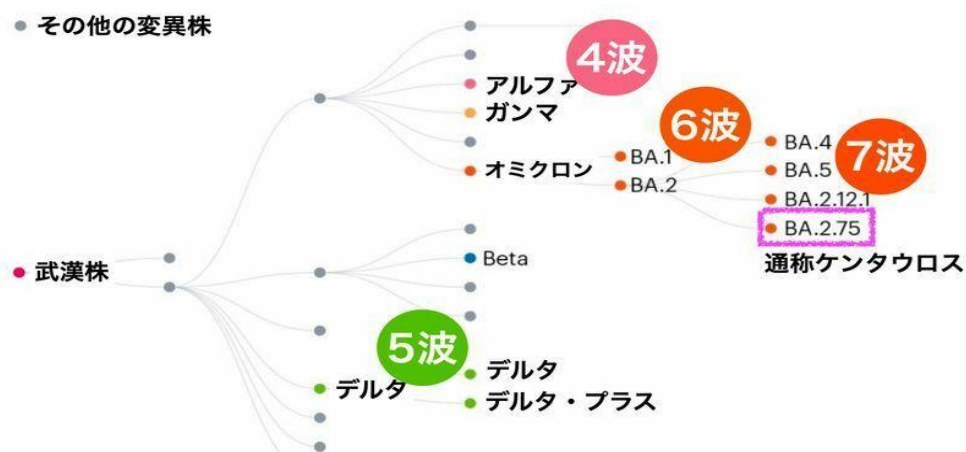 その他の変異株
4波
アルファ
ガンマ
6波
BA.4
7波
BA.1
オミクロン
BA.5
BA.2
BA.2.12.1
BA.2.75
Beta
通称ケンタウロス
武漢株
5波
デルタ
デルタ
デルタ・プラス